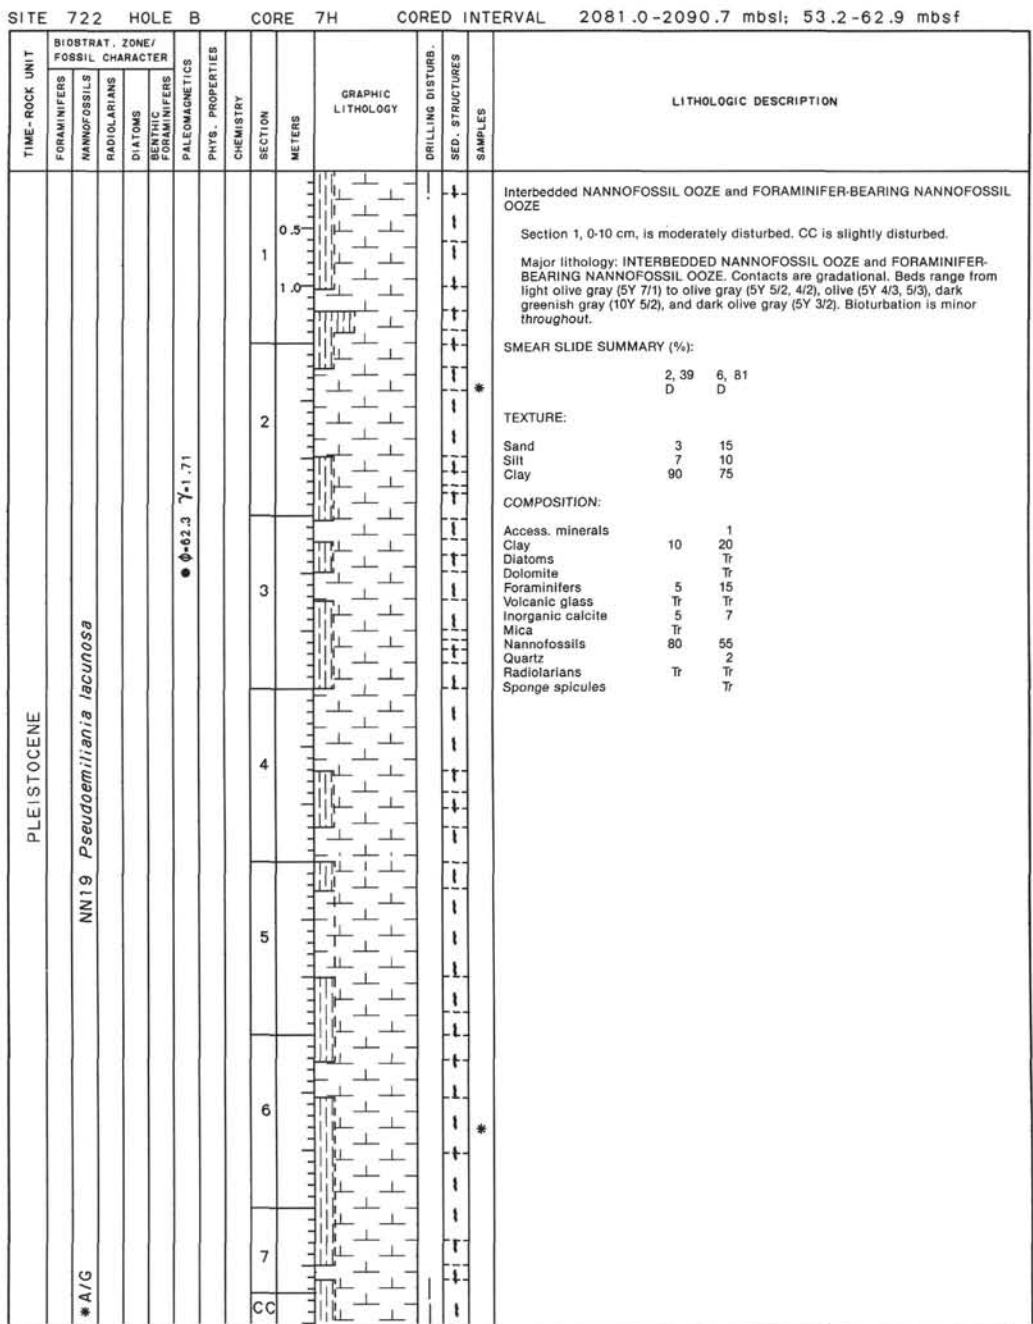 SITE 722 HOLE B CORE 7H CORED INTERVAL 2081.0-2090.7 mbsl; 53.2-62.9 mbsf
TIME-ROCK UNIT
BIOSTRAT. ZONE/
FOSSIL CHARACTER
FORAMINIFERS
NANNOFOSSILS
RADIOLARIANS
DIATOMS
BENTHIC
FORAMINIFERS
PALEOMAGNETICS
PHYS. PROPERTIES
CHEMISTRY
SECTION
METERS
GRAPHIC
LITHOLOGY
DRILLING DISTURB.
SED. STRUCTURES
SAMPLES
LITHOLOGIC DESCRIPTION
PLEISTOCENE
NN19 Pseudoemiliania lacunosa
* A/G
● Φ=62.3 γ=1.71
1
0.5
1.0
2
*
3
4
5
6
*
7
CC
Interbedded NANNOFOSSIL OOZE and FORAMINIFER-BEARING NANNOFOSSIL
OOZE
Section 1, 0-10 cm, is moderately disturbed. CC is slightly disturbed.
Major lithology: INTERBEDDED NANNOFOSSIL OOZE and FORAMINIFER-
BEARING NANNOFOSSIL OOZE. Contacts are gradational. Beds range from
light olive gray (5Y 7/1) to olive gray (5Y 5/2, 4/2), olive (5Y 4/3, 5/3), dark
greenish gray (10Y 5/2), and dark olive gray (5Y 3/2). Bioturbation is minor
throughout.
SMEAR SLIDE SUMMARY (%):
2, 39 6, 81
D D
TEXTURE:
Sand 3 15
Silt 7 10
Clay 90 75
COMPOSITION:
Access. minerals 1
Clay 10 20
Diatoms Tr
Dolomite Tr
Foraminifers 5 15
Volcanic glass Tr Tr
Inorganic calcite 5 7
Mica Tr
Nannofossils 80 55
Quartz 2
Radiolarians Tr Tr
Sponge spicules Tr